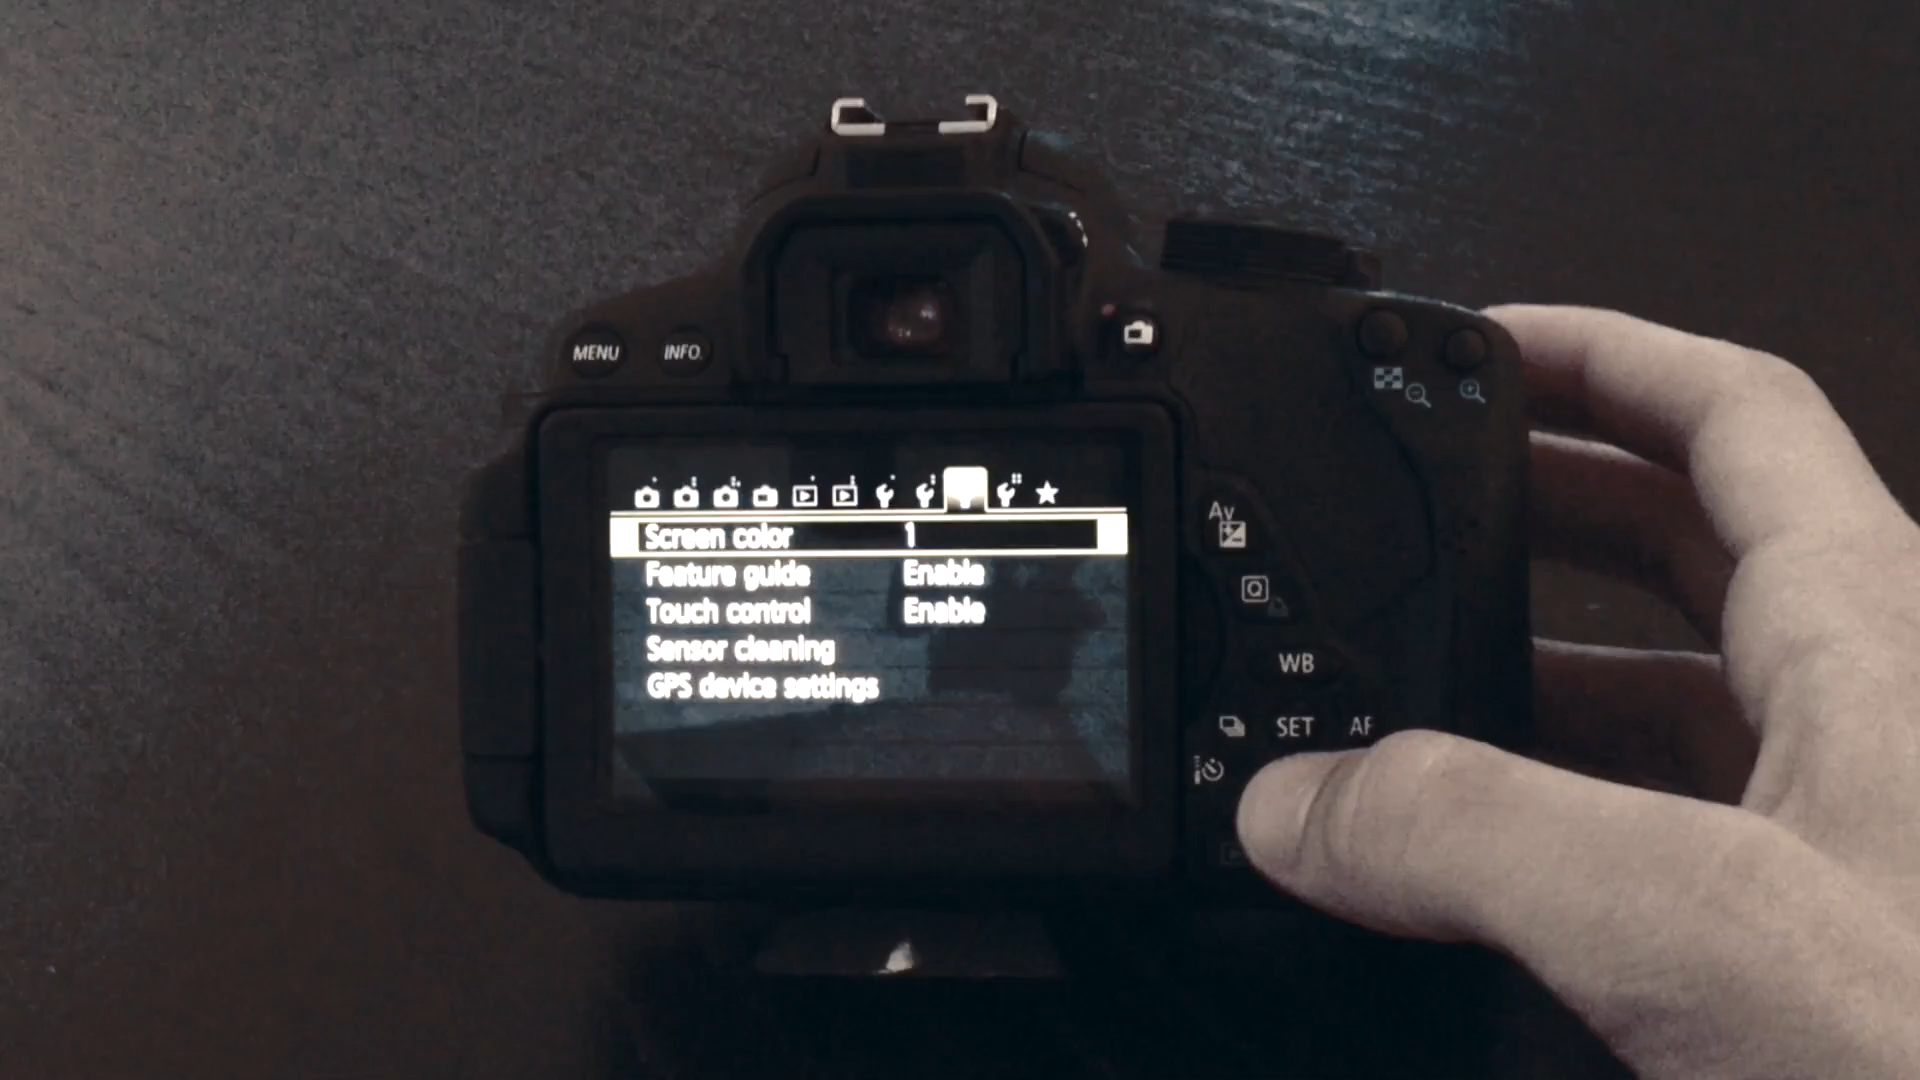 MENU INFO.
Screen color 1
Feature guide Enable
Touch control Enable
Sensor cleaning
GPS device settings
Av
Q
WB
SET AF